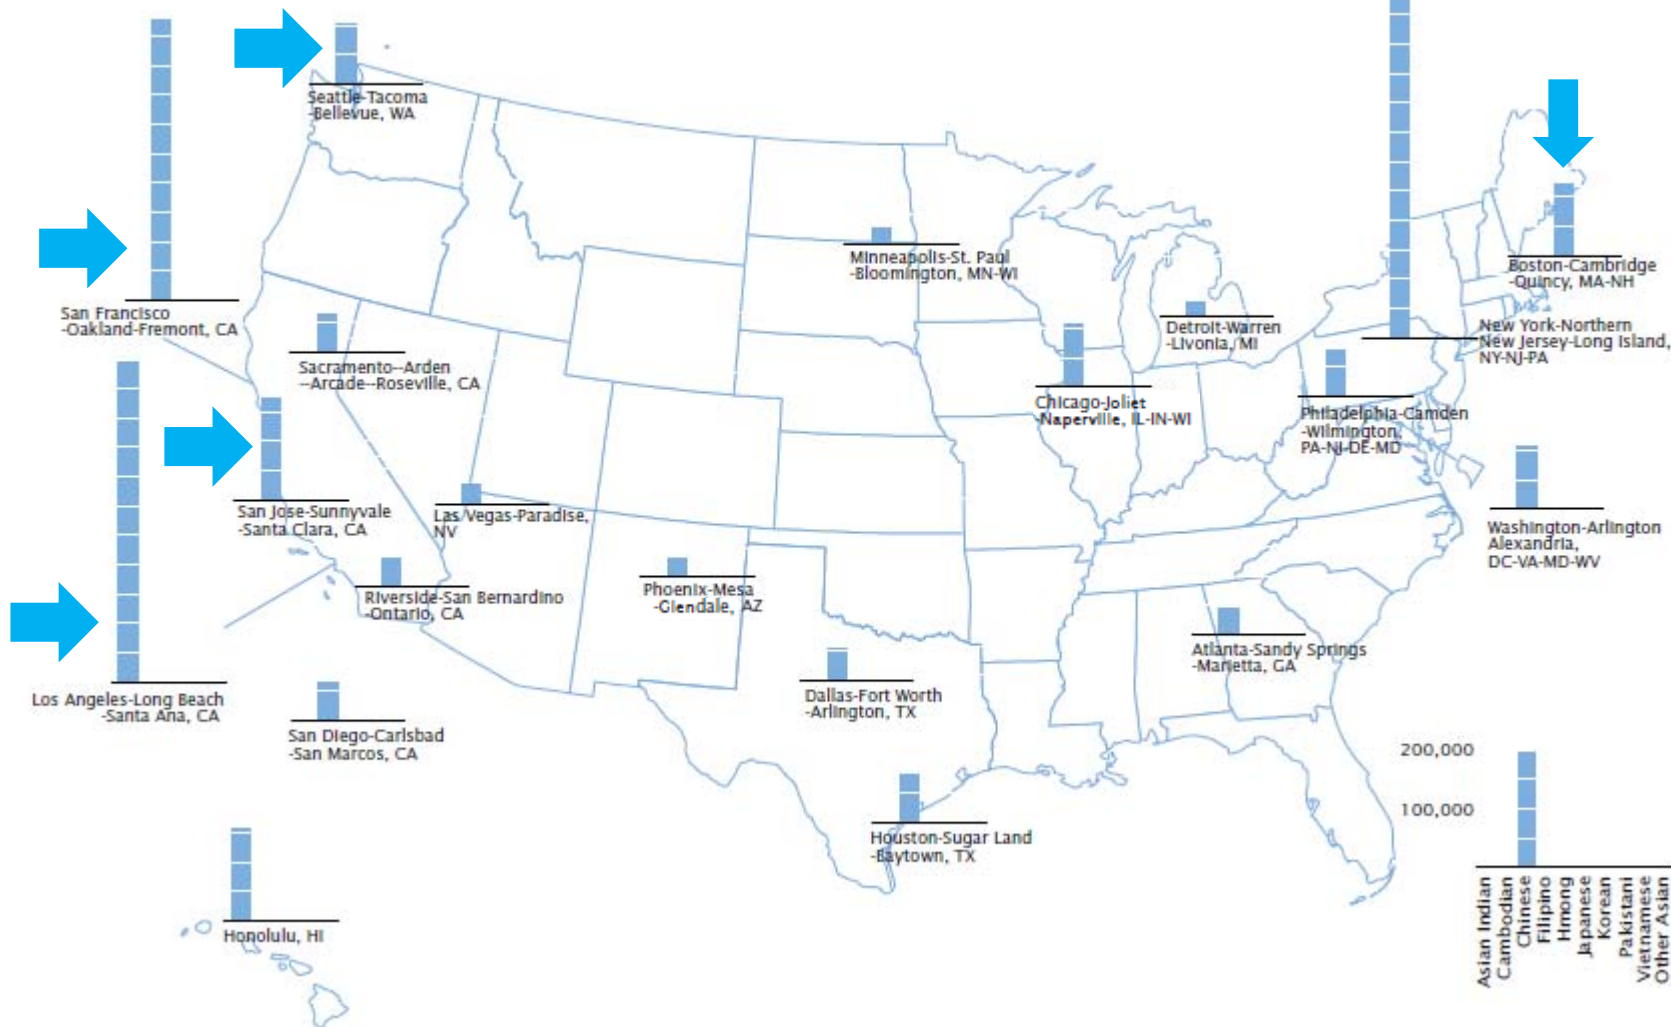 Seattle-Tacoma
-Bellevue, WA
San Francisco
-Oakland-Fremont, CA
Sacramento--Arden
--Arcade--Roseville, CA
San Jose-Sunnyvale
-Santa Clara, CA
Las Vegas-Paradise,
NV
Riverside-San Bernardino
-Ontario, CA
Los Angeles-Long Beach
-Santa Ana, CA
San Diego-Carlsbad
-San Marcos, CA
Honolulu, HI
Phoenix-Mesa
-Glendale, AZ
Minneapolis-St. Paul
-Bloomington, MN-WI
Chicago-Joliet
-Naperville, IL-IN-WI
Detroit-Warren
-Livonia, MI
Dallas-Fort Worth
-Arlington, TX
Houston-Sugar Land
-Baytown, TX
Atlanta-Sandy Springs
-Marietta, GA
Boston-Cambridge
-Quincy, MA-NH
New York-Northern
New Jersey-Long Island,
NY-NJ-PA
Philadelphia-Camden
-Wilmington,
PA-NJ-DE-MD
Washington-Arlington
Alexandria,
DC-VA-MD-WV
200,000
100,000
Asian Indian
Cambodian
Chinese
Filipino
Hmong
Japanese
Korean
Pakistani
Vietnamese
Other Asian